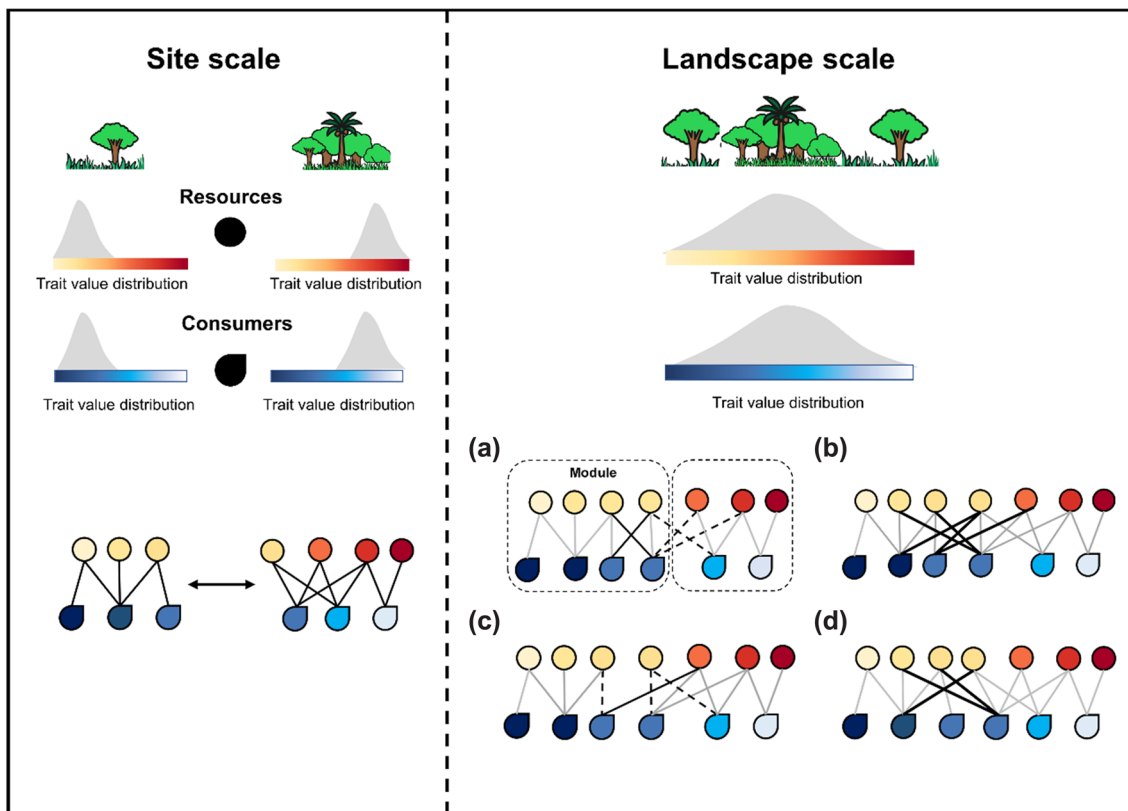 Site scale
Resources
Trait value distribution
Trait value distribution
Consumers
Trait value distribution
Trait value distribution
Landscape scale
Trait value distribution
Trait value distribution
(a)
Module
(b)
(c)
(d)